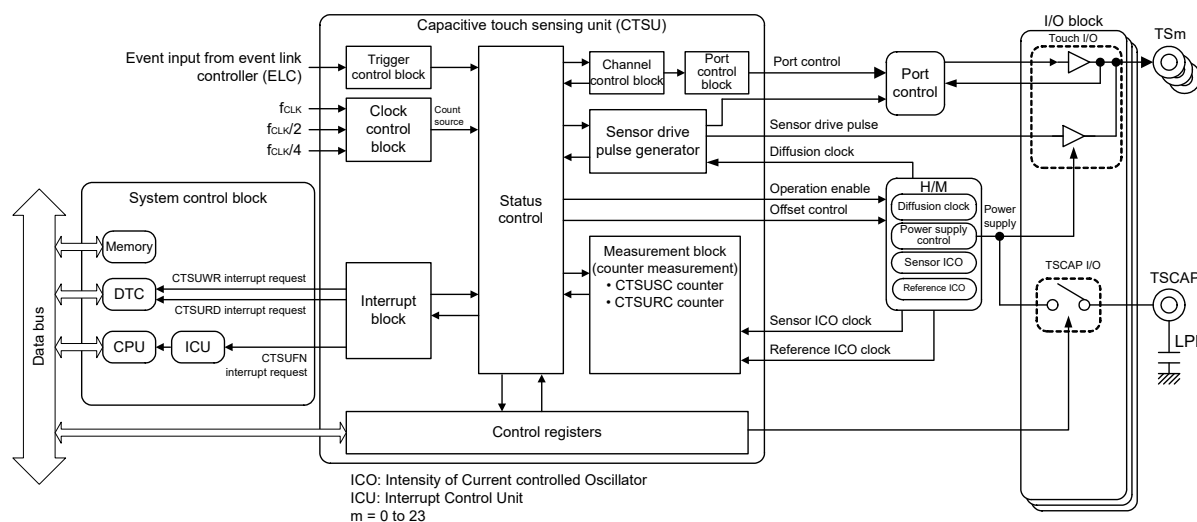 Capacitive touch sensing unit (CTSU)
I/O block
TSm
Touch I/O
Event input from event link
controller (ELC)
Trigger
control block
Channel
control block
Port
control
block
Port control
Port
control
fCLK
fCLK/2
fCLK/4
Clock
control
block
Count
source
Sensor drive
pulse generator
Sensor drive pulse
Diffusion clock
System control block
Status
control
Operation enable
Offset control
H/M
Diffusion clock
Power supply
control
Sensor ICO
Reference ICO
Power
supply
Memory
DTC
CPU
ICU
Data bus
CTSUWR interrupt request
CTSURD interrupt request
CTSUFN
interrupt request
Interrupt
block
Measurement block
(counter measurement)
• CTSUSC counter
• CTSURC counter
Sensor ICO clock
Reference ICO clock
TSCAP I/O
TSCAP
Control registers
ICO: Intensity of Current controlled Oscillator
ICU: Interrupt Control Unit
m = 0 to 23